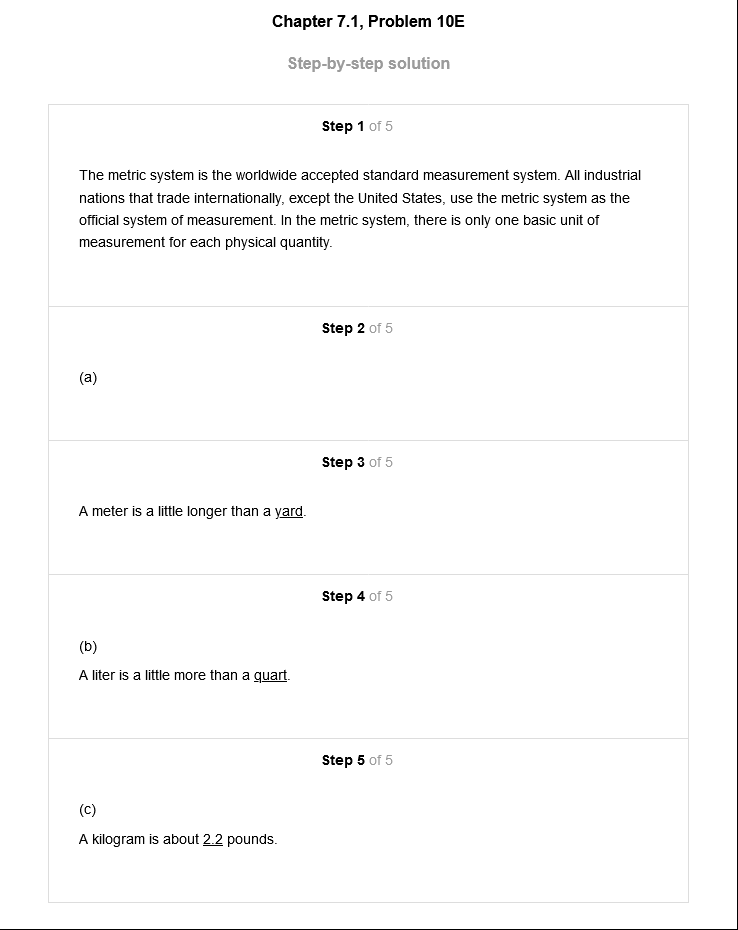 Chapter 7.1, Problem 10E
Step-by-step solution
Step 1 of 5
The metric system is the worldwide accepted standard measurement system. All industrial
nations that trade internationally, except the United States, use the metric system as the
official system of measurement. In the metric system, there is only one basic unit of
measurement for each physical quantity.
Step 2 of 5
(a)
Step 3 of 5
A meter is a little longer than a yard.
Step 4 of 5
(b)
A liter is a little more than a quart.
Step 5 of 5
(c)
A kilogram is about 2.2 pounds.